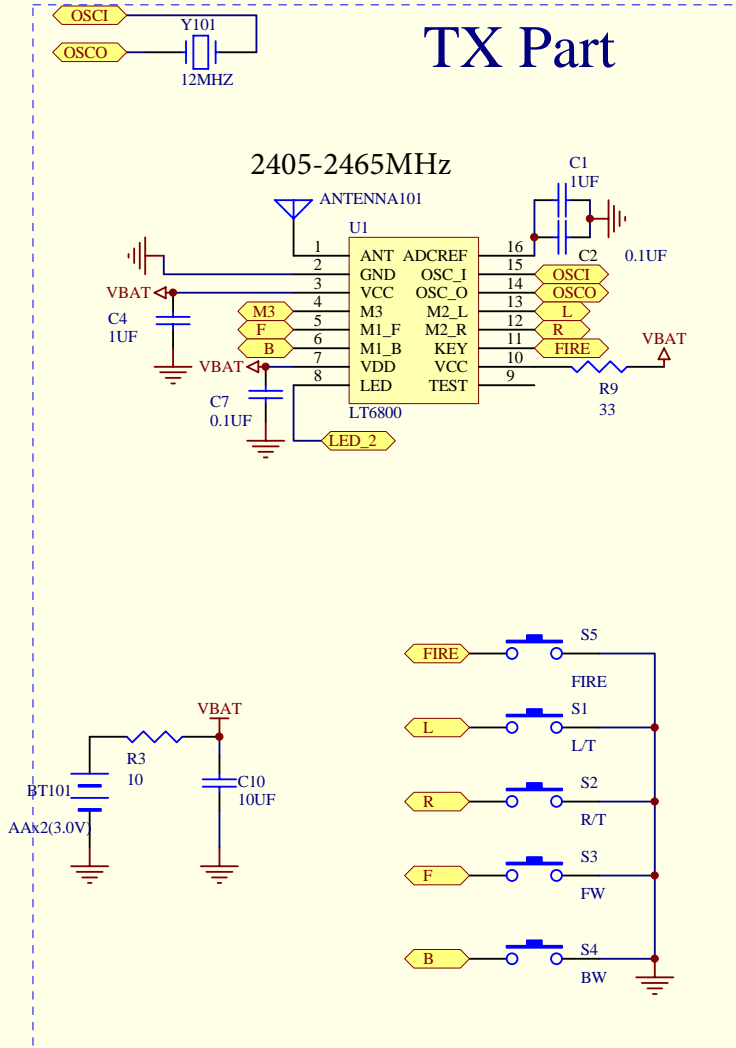 OSCI
Y101
TX Part
OSCO
12MHZ
2405-2465MHz
C1
1UF
ANTENNA101
U1
C2
0.1UF
1 ANT ADCREF 16
2 GND OSC_I 15 OSCI
VBAT 3 VCC OSC_O 14 OSCO
C4
1UF
M3 4 M3 M2_L 13 L
F 5 M1_F M2_R 12 R
B 6 M1_B KEY 11 FIRE
VBAT
VBAT 7 VDD VCC 10
8 LED TEST 9
R9
33
C7
0.1UF
LT6800
LED_2
FIRE
S5
FIRE
L
S1
L/T
R
S2
R/T
F
S3
FW
B
S4
BW
VBAT
R3
10
C10
10UF
BT101
AAx2(3.0V)